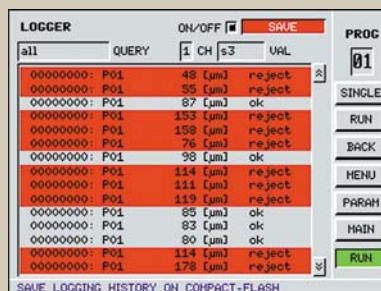 LOGGER ON/OFF SAVE
all QUERY 1 CH s3 VAL
00000000: P01 48 [µm] reject
00000000: P01 55 [µm] reject
00000000: P01 87 [µm] ok
00000000: P01 153 [µm] reject
00000000: P01 158 [µm] reject
00000000: P01 76 [µm] reject
00000000: P01 98 [µm] ok
00000000: P01 114 [µm] reject
00000000: P01 111 [µm] reject
00000000: P01 119 [µm] reject
00000000: P01 85 [µm] ok
00000000: P01 83 [µm] ok
00000000: P01 80 [µm] ok
00000000: P01 114 [µm] reject
00000000: P01 178 [µm] reject
SAVE LOGGING HISTORY ON COMPACT-FLASH
PROG
01
SINGLE
RUN
BACK
MENU
PARAM
MAIN
RUN